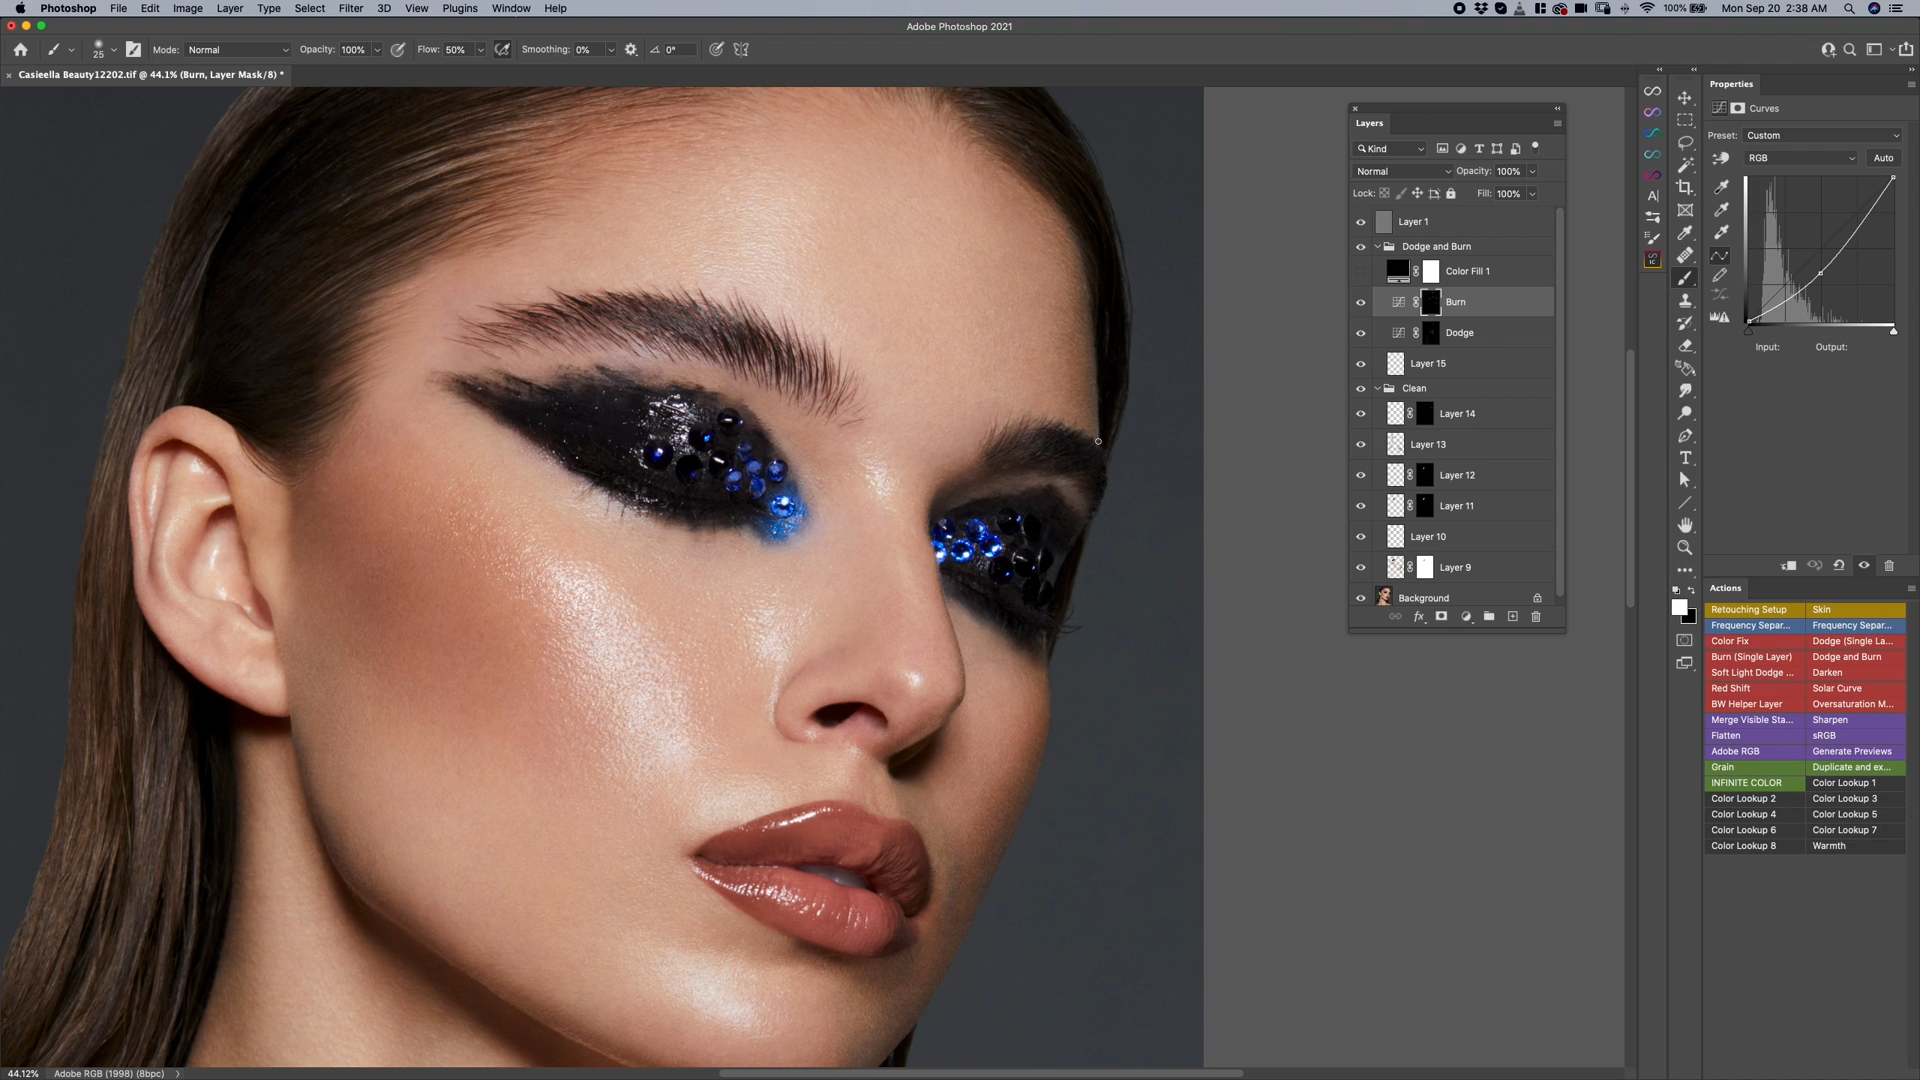 Photoshop File Edit Image Layer Type Select Filter 3D View Plugins Window Help 100% Mon Sep 20 2:38 AM
Adobe Photoshop 2021
25 Mode: Normal Opacity: 100% Flow: 50% Smoothing: 0% 0°
Casieella Beauty12202.tif @ 44.1% (Burn, Layer Mask/8) *
Layers
Kind
Normal Opacity: 100%
Lock: Fill: 100%
Layer 1
Dodge and Burn
Color Fill 1
Burn
Dodge
Layer 15
Clean
Layer 14
Layer 13
Layer 12
Layer 11
Layer 10
Layer 9
Background
fx
Properties
Curves
Preset: Custom
RGB Auto
Input: Output:
Actions
Retouching Setup Skin
Frequency Separ... Frequency Separ...
Color Fix Dodge (Single La...
Burn (Single Layer) Dodge and Burn
Soft Light Dodge ... Darken
Red Shift Solar Curve
BW Helper Layer Oversaturation M...
Merge Visible Sta... Sharpen
Flatten sRGB
Adobe RGB Generate Previews
Grain Duplicate and ex...
INFINITE COLOR Color Lookup 1
Color Lookup 2 Color Lookup 3
Color Lookup 4 Color Lookup 5
Color Lookup 6 Color Lookup 7
Color Lookup 8 Warmth
44.12% Adobe RGB (1998) (8bpc)